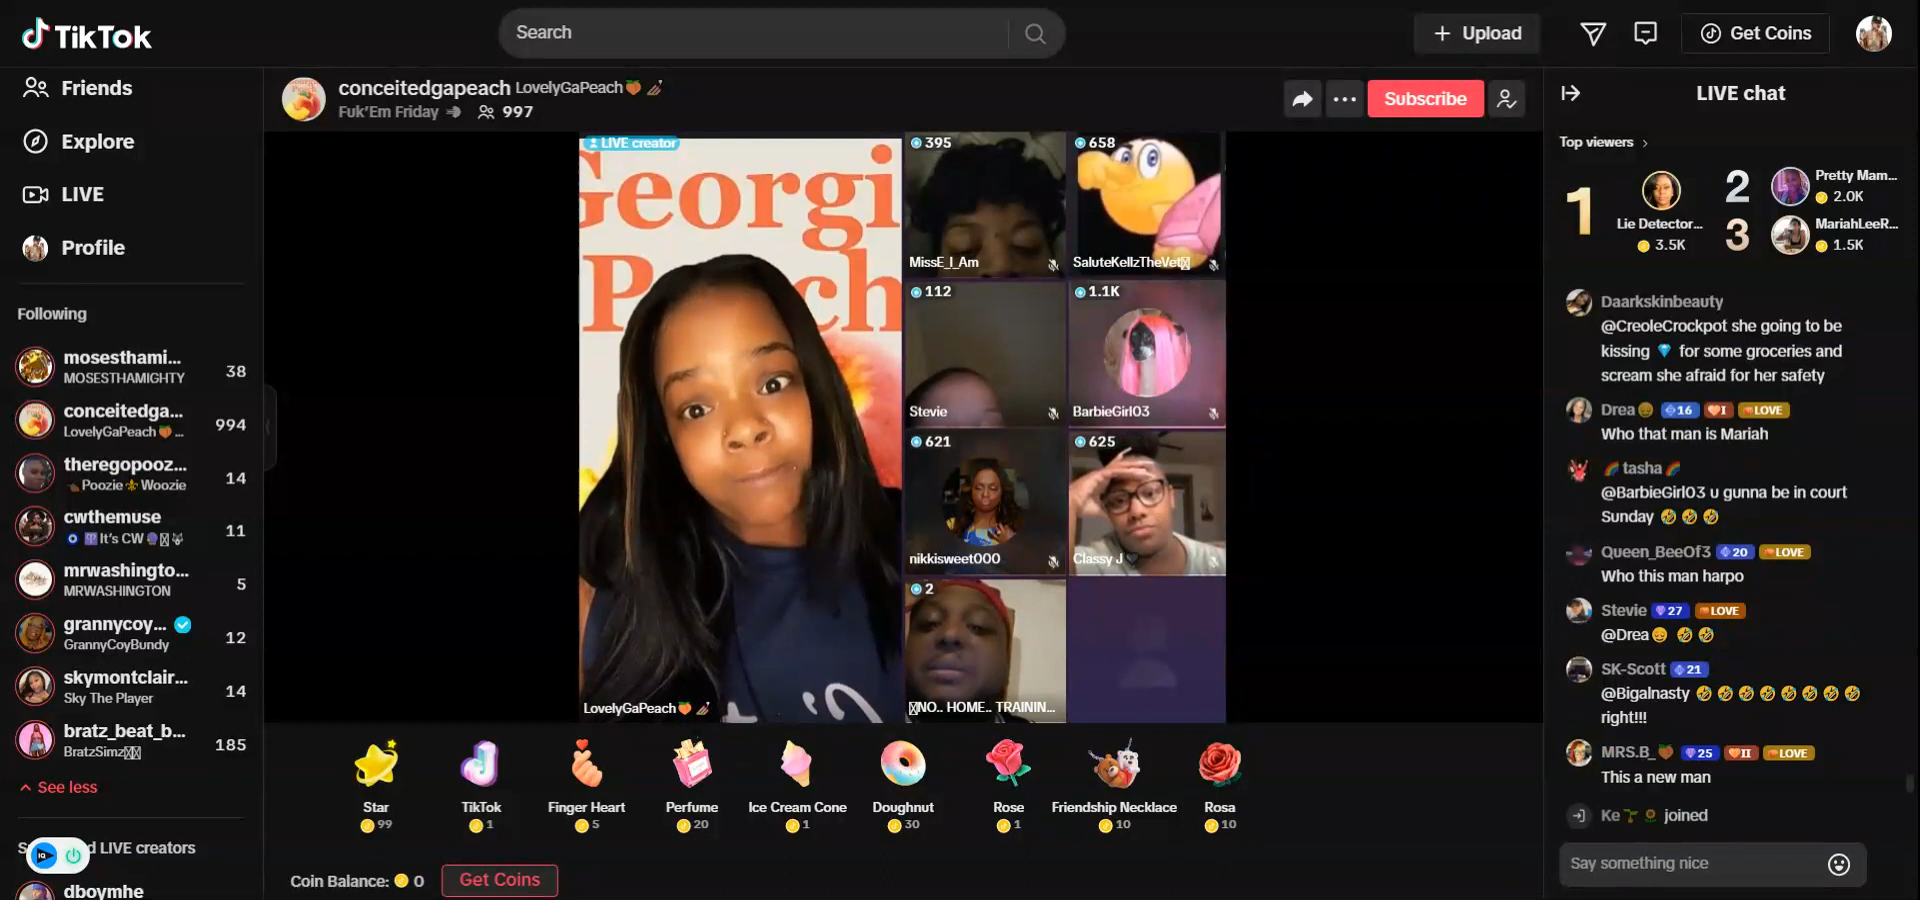 TikTok
Search
+ Upload
Get Coins
Friends
Explore
LIVE
Profile
Following
mosesthami...
MOSESTHAMIGHTY
38
conceitedga...
LovelyGaPeach🍑...
994
theregopooz...
Poozie⚜️Woozie
14
cwthemuse
It's CW
11
mrwashingto...
MRWASHINGTON
5
grannycoy...
GrannyCoyBundy
12
skymontclair...
Sky The Player
14
bratz_beat_b...
BratzSimz
185
See less
d LIVE creators
dboymhe
conceitedgapeach LovelyGaPeach🍑💅🏾
Fuk'Em Friday 💨 997
Subscribe
LIVE creator
Georgi
P ch
LovelyGaPeach🍑💅🏾
395
MissE_I_Am
658
SaluteKellzTheVet
112
Stevie
1.1K
BarbieGirl03
621
nikkisweet000
625
Classy J🖤
2
NO.. HOME.. TRAININ...
Star
99
TikTok
1
Finger Heart
5
Perfume
20
Ice Cream Cone
1
Doughnut
30
Rose
1
Friendship Necklace
10
Rosa
10
Coin Balance: 0
Get Coins
LIVE chat
Top viewers >
1
Lie Detector...
3.5K
2
Pretty Mam...
2.0K
3
MariahLeeR...
1.5K
Daarkskinbeauty
@CreoleCrockpot she going to be
kissing 💎 for some groceries and
scream she afraid for her safety
Drea 16 I LOVE
Who that man is Mariah
🌈tasha🌈
@BarbieGirl03 u gunna be in court
Sunday 🤣🤣🤣
Queen_BeeOf3 20 LOVE
Who this man harpo
Stevie 27 LOVE
@Drea😔 🤣🤣
SK-Scott 21
@Bigalnasty 🤣🤣🤣🤣🤣🤣🤣🤣
right!!!
MRS.B_🍑 25 II LOVE
This a new man
Ke🌱🌻 joined
Say something nice